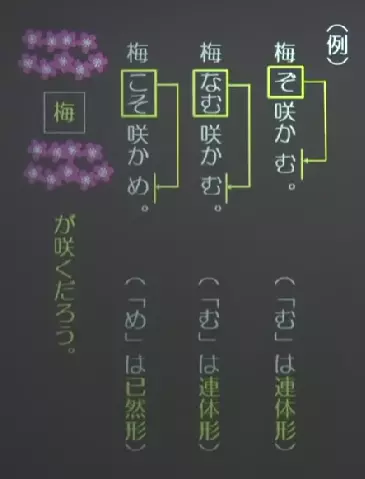 （例）
梅ぞ咲かむ。（「む」は連体形）
梅なむ咲かむ。（「む」は連体形）
梅こそ咲かめ。（「め」は已然形）
梅が咲くだろう。